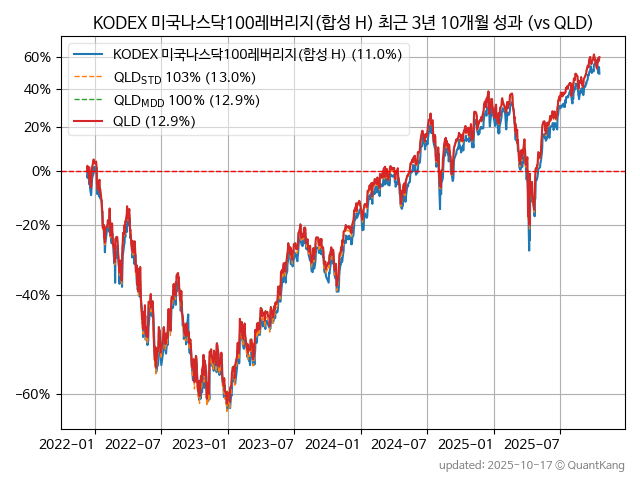 KODEX 미국나스닥100레버리지(합성 H) 최근 3년 10개월 성과 (vs QLD)
KODEX 미국나스닥100레버리지(합성 H) (11.0%)
QLD_STD 103% (13.0%)
QLD_MDD 100% (12.9%)
QLD (12.9%)
60%
40%
20%
0%
−20%
−40%
−60%
2022-01 2022-07 2023-01 2023-07 2024-01 2024-07 2025-01 2025-07
updated: 2025-10-17 © QuantKang